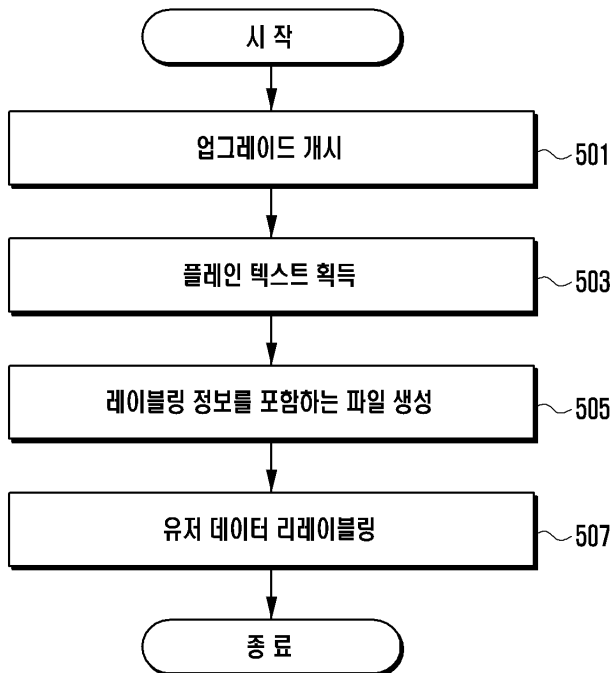 시 작
업그레이드 개시
501
플레인 텍스트 획득
503
레이블링 정보를 포함하는 파일 생성
505
유저 데이터 리레이블링
507
종 료